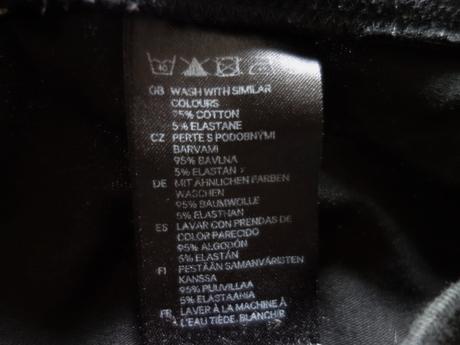 40
GB WASH WITH SIMILAR
COLOURS
95% COTTON
5% ELASTANE
CZ PERTE S PODOBNÝMI
BARVAMI
95% BAVLNA
5% ELASTAN
DE MIT ÄHNLICHEN FARBEN
WASCHEN
95% BAUMWOLLE
5% ELASTHAN
ES LAVAR CON PRENDAS DE
COLOR PARECIDO
95% ALGODÓN
5% ELASTÁN
FI PESTÄÄN SAMANVÄRISTEN
KANSSA
95% PUUVILLAA
5% ELASTAANIA
FR LAVER À LA MACHINE À
L'EAU TIÈDE. BLANCHIR